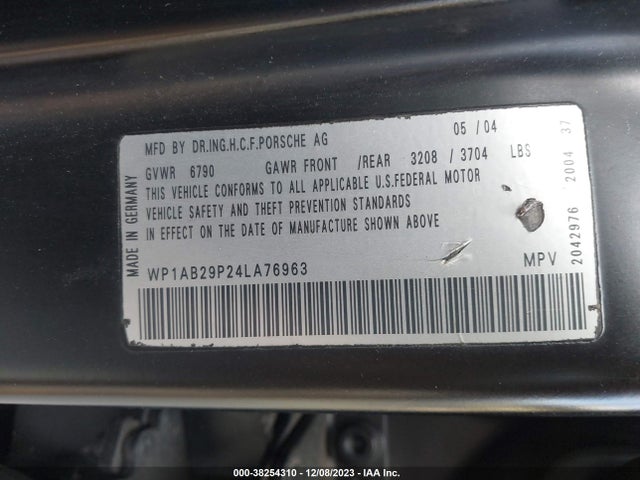 MFD BY DR.ING.H.C.F.PORSCHE AG 05 / 04
GVWR 6790 GAWR FRONT /REAR 3208 / 3704 LBS
THIS VEHICLE CONFORMS TO ALL APPLICABLE U.S.FEDERAL MOTOR
VEHICLE SAFETY AND THEFT PREVENTION STANDARDS
IN EFFECT ON THE DATE OF MANUFACTURE SHOWN ABOVE
WP1AB29P24LA76963 MPV
MADE IN GERMANY
2042976 2004 37
000-38254310 - 12/08/2023 - IAA Inc.